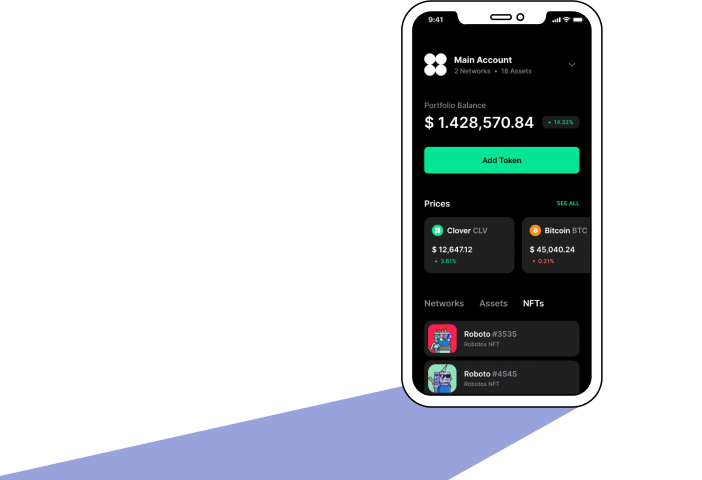 9:41
Main Account
2 Networks • 18 Assets
Portfolio Balance
$ 1.428,570.84
14.32%
Add Token
Prices
SEE ALL
Clover CLV
$ 12,647.12
3.61%
Bitcoin BTC
$ 45,040.24
0.21%
Networks Assets NFTs
Roboto #3535
Robotos NFT
Roboto #4545
Robotos NFT